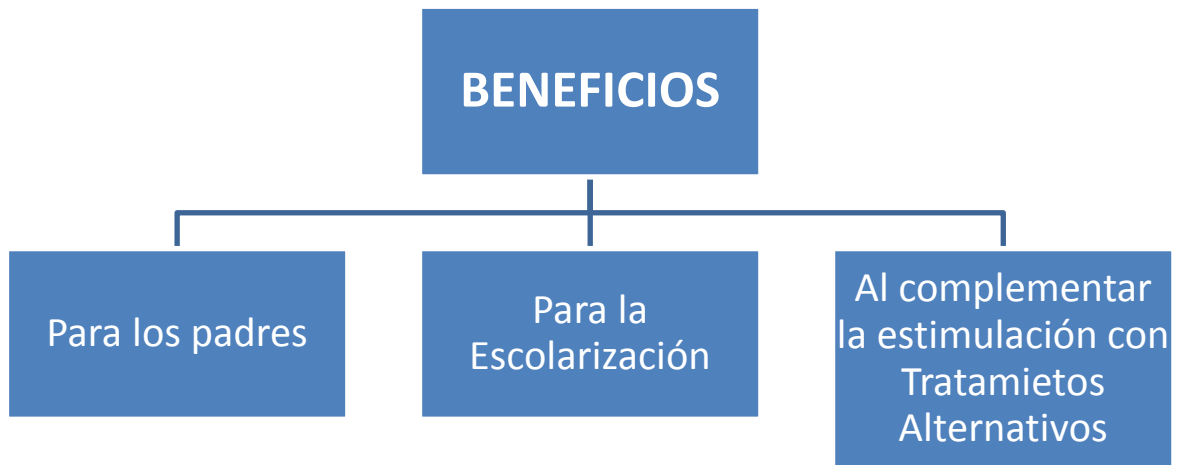 BENEFICIOS
Para los padres
Para la
Escolarización
Al complementar
la estimulación con
Tratamietos
Alternativos